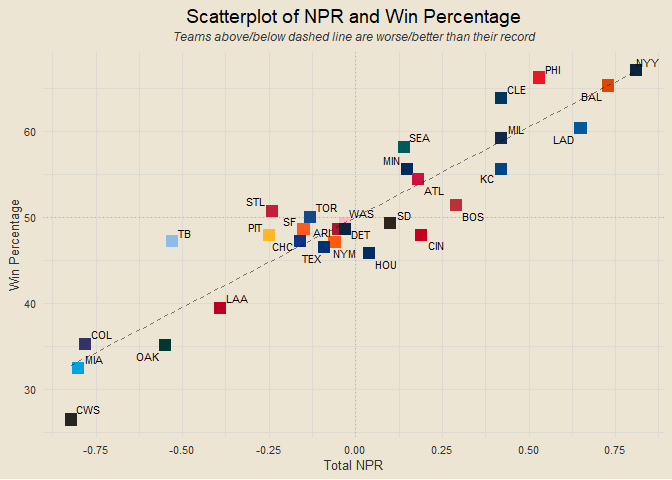 Scatterplot of NPR and Win Percentage
Teams above/below dashed line are worse/better than their record
NYY
PHI
BAL
CLE
MIL
LAD
60
SEA
MIN
KC
ATL
STL
TOR
WAS
SD
BOS
50
PIT
SF
ARI
DET
CIN
TB
CHC
TEX
NYM
HOU
Win Percentage
40
LAA
COL
OAK
MIA
30
CWS
-0.75
-0.50
-0.25
0.00
0.25
0.50
0.75
Total NPR